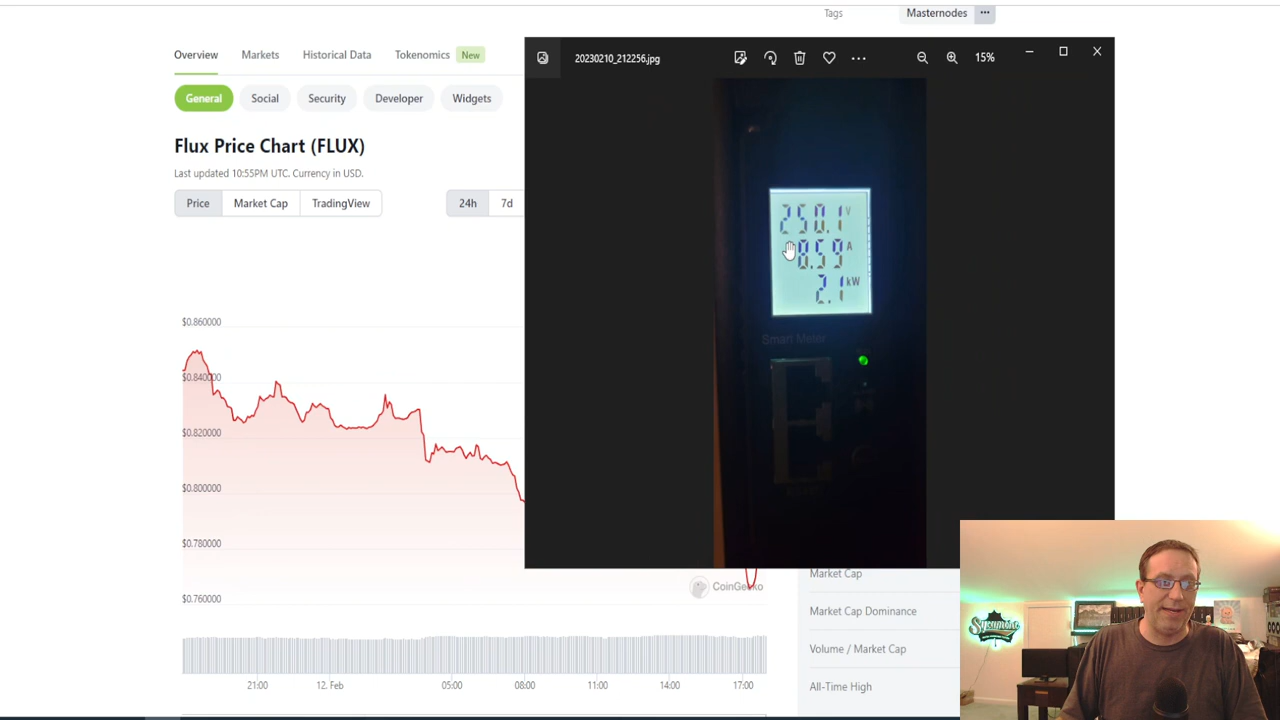 Tags
Masternodes
Overview
Markets
Historical Data
Tokenomics
New
20230210_212256.jpg
15%
General
Social
Security
Developer
Widgets
Flux Price Chart (FLUX)
Last updated 10:55PM UTC. Currency in USD.
Price
Market Cap
TradingView
24h
7d
250.1 V
8.59 A
2.1 kW
Smart Meter
$0.860000
$0.840000
$0.820000
$0.800000
$0.780000
$0.760000
CoinGecko
21:00
12. Feb
05:00
08:00
11:00
14:00
17:00
Market Cap
Market Cap Dominance
Volume / Market Cap
All-Time High
Sycamore